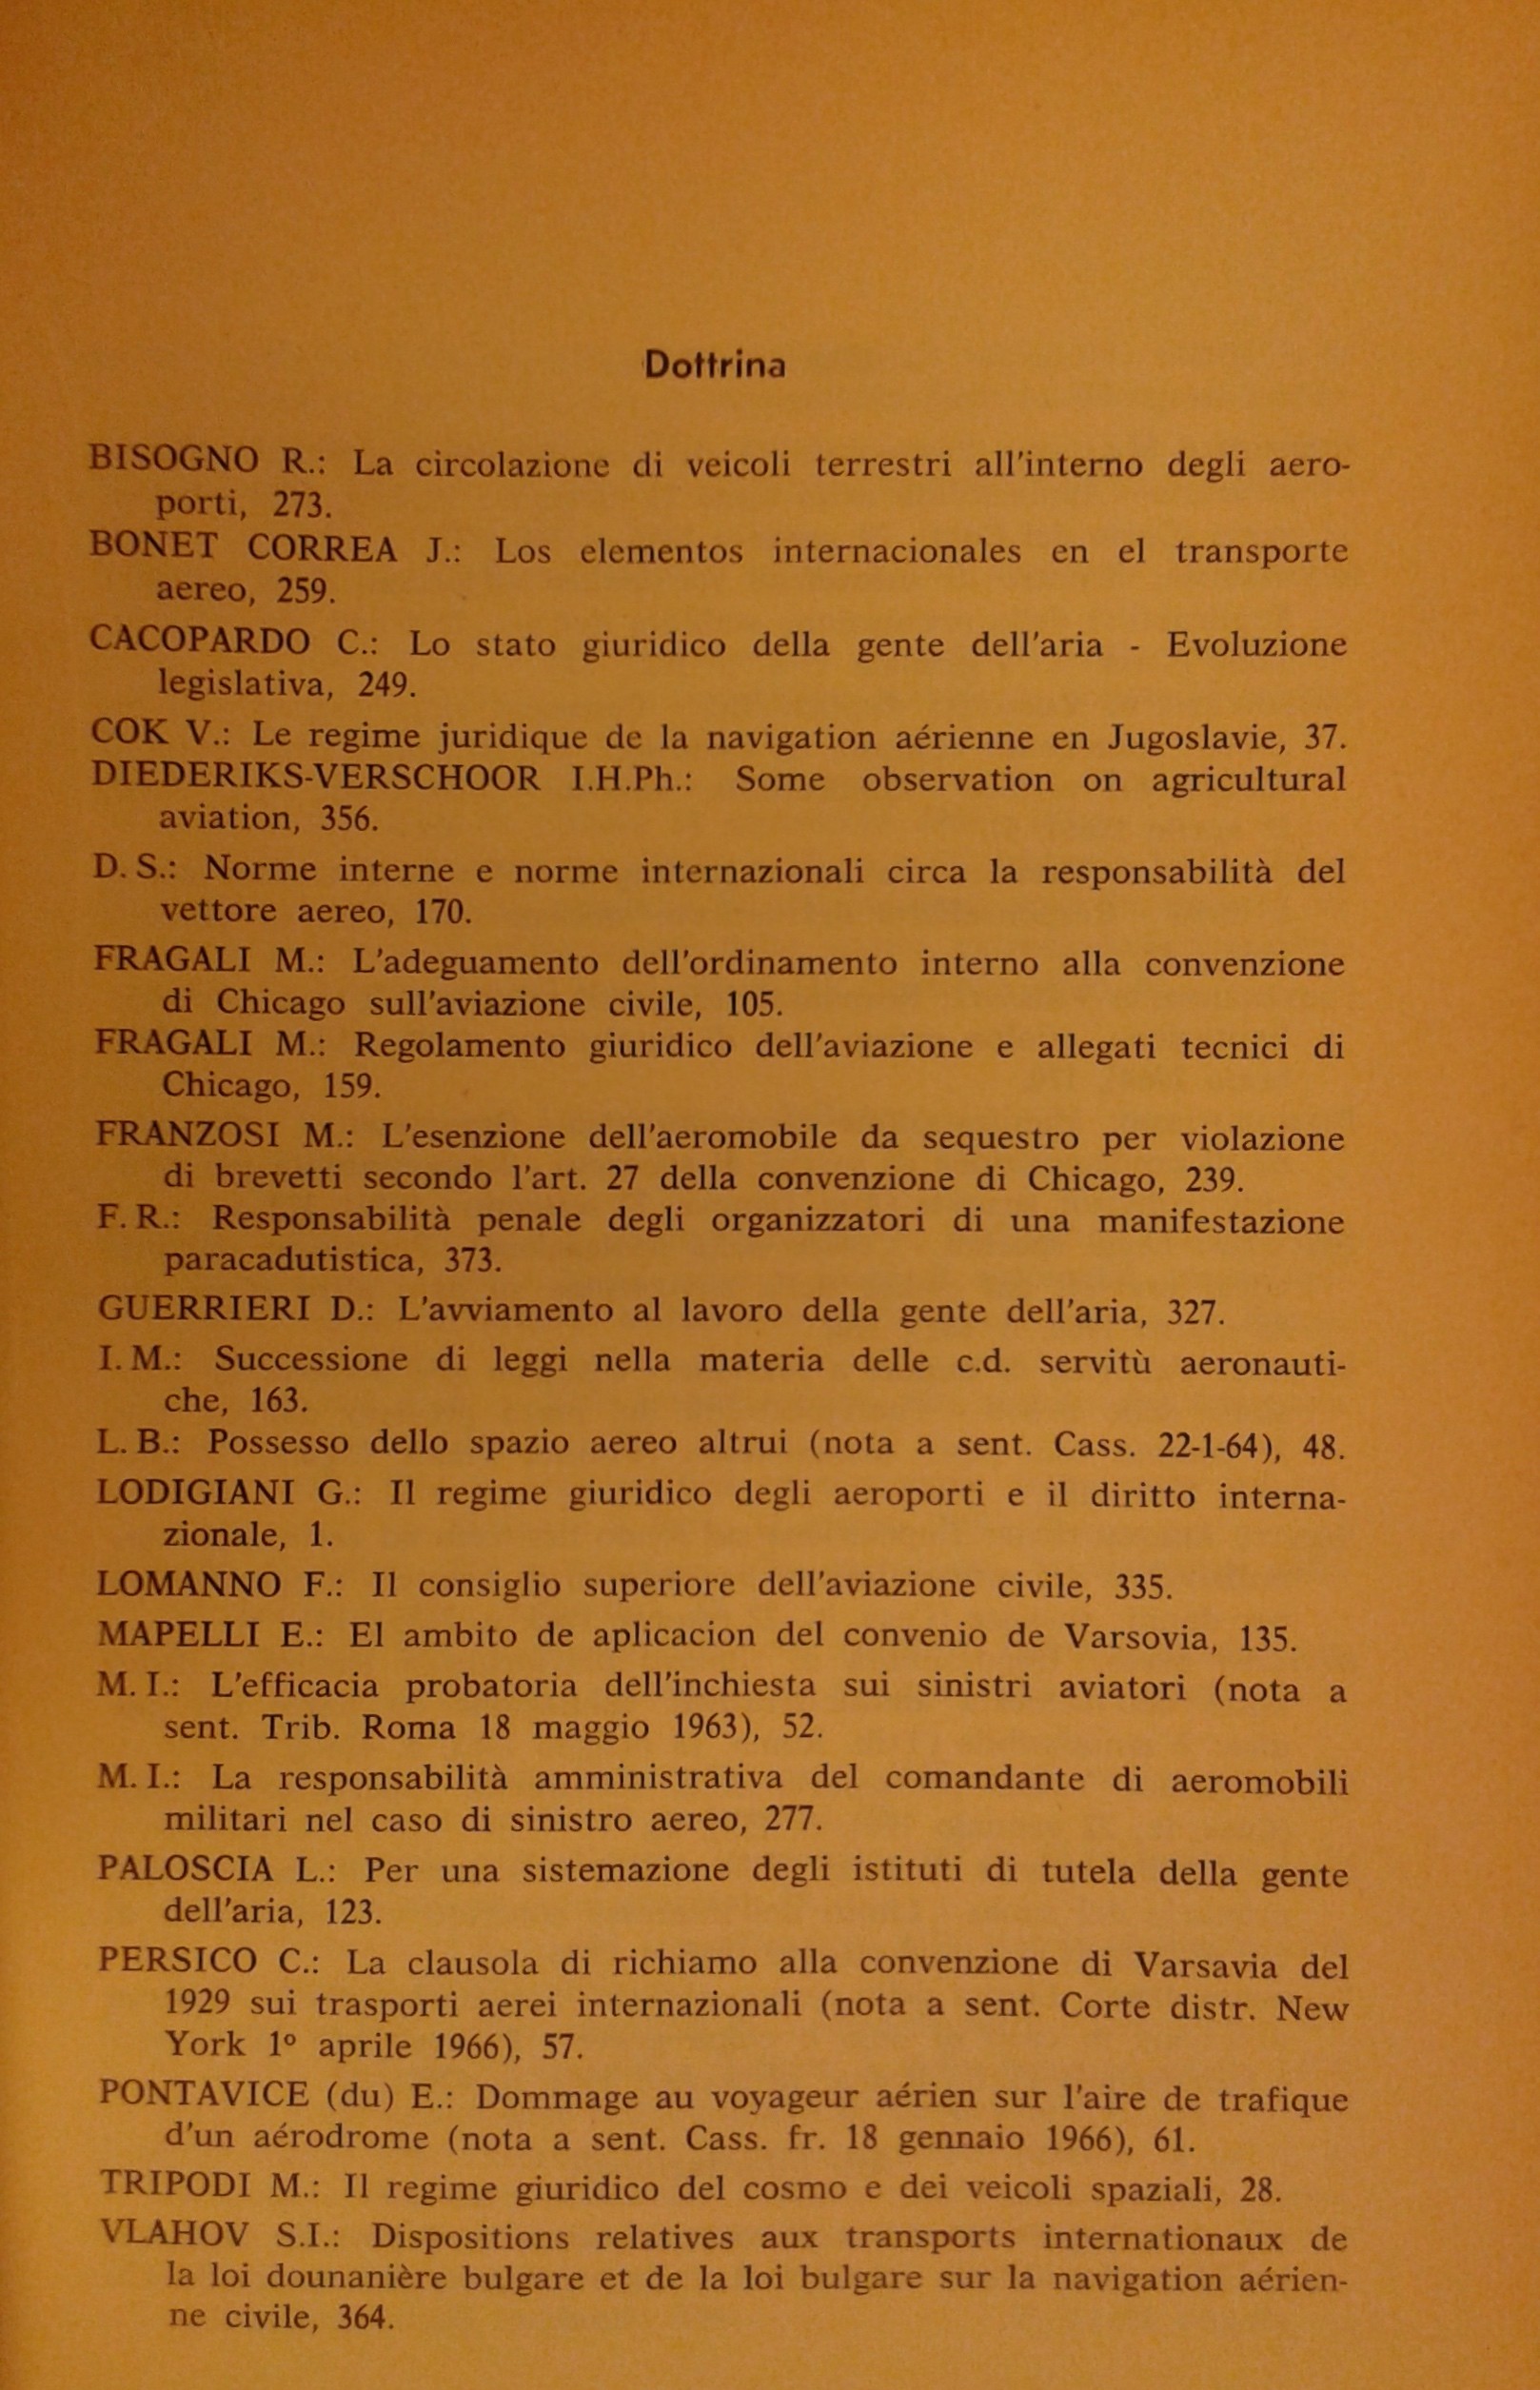 Dottrina
BISOGNO R.: La circolazione di veicoli terrestri all'interno degli aero-
porti, 273.
BONET CORREA J.: Los elementos internacionales en el transporte
aereo, 259.
CACOPARDO C.: Lo stato giuridico della gente dell'aria - Evoluzione
legislativa, 249.
COK V.: Le regime juridique de la navigation aérienne en Jugoslavie, 37.
DIEDERIKS-VERSCHOOR I.H.Ph.: Some observation on agricultural
aviation, 356.
D. S.: Norme interne e norme internazionali circa la responsabilità del
vettore aereo, 170.
FRAGALI M.: L'adeguamento dell'ordinamento interno alla convenzione
di Chicago sull'aviazione civile, 105.
FRAGALI M.: Regolamento giuridico dell'aviazione e allegati tecnici di
Chicago, 159.
FRANZOSI M.: L'esenzione dell'aeromobile da sequestro per violazione
di brevetti secondo l'art. 27 della convenzione di Chicago, 239.
F. R.: Responsabilità penale degli organizzatori di una manifestazione
paracadutistica, 373.
GUERRIERI D.: L'avviamento al lavoro della gente dell'aria, 327.
I. M.: Successione di leggi nella materia delle c.d. servitù aeronauti-
che, 163.
L. B.: Possesso dello spazio aereo altrui (nota a sent. Cass. 22-1-64), 48.
LODIGIANI G.: Il regime giuridico degli aeroporti e il diritto interna-
zionale, 1.
LOMANNO F.: Il consiglio superiore dell'aviazione civile, 335.
MAPELLI E.: El ambito de aplicacion del convenio de Varsovia, 135.
M. I.: L'efficacia probatoria dell'inchiesta sui sinistri aviatori (nota a
sent. Trib. Roma 18 maggio 1963), 52.
M. I.: La responsabilità amministrativa del comandante di aeromobili
militari nel caso di sinistro aereo, 277.
PALOSCIA L.: Per una sistemazione degli istituti di tutela della gente
dell'aria, 123.
PERSICO C.: La clausola di richiamo alla convenzione di Varsavia del
1929 sui trasporti aerei internazionali (nota a sent. Corte distr. New
York 1º aprile 1966), 57.
PONTAVICE (du) E.: Dommage au voyageur aérien sur l'aire de trafique
d'un aérodrome (nota a sent. Cass. fr. 18 gennaio 1966), 61.
TRIPODI M.: Il regime giuridico del cosmo e dei veicoli spaziali, 28.
VLAHOV S.I.: Dispositions relatives aux transports internationaux de
la loi dounanière bulgare et de la loi bulgare sur la navigation aérien-
ne civile, 364.